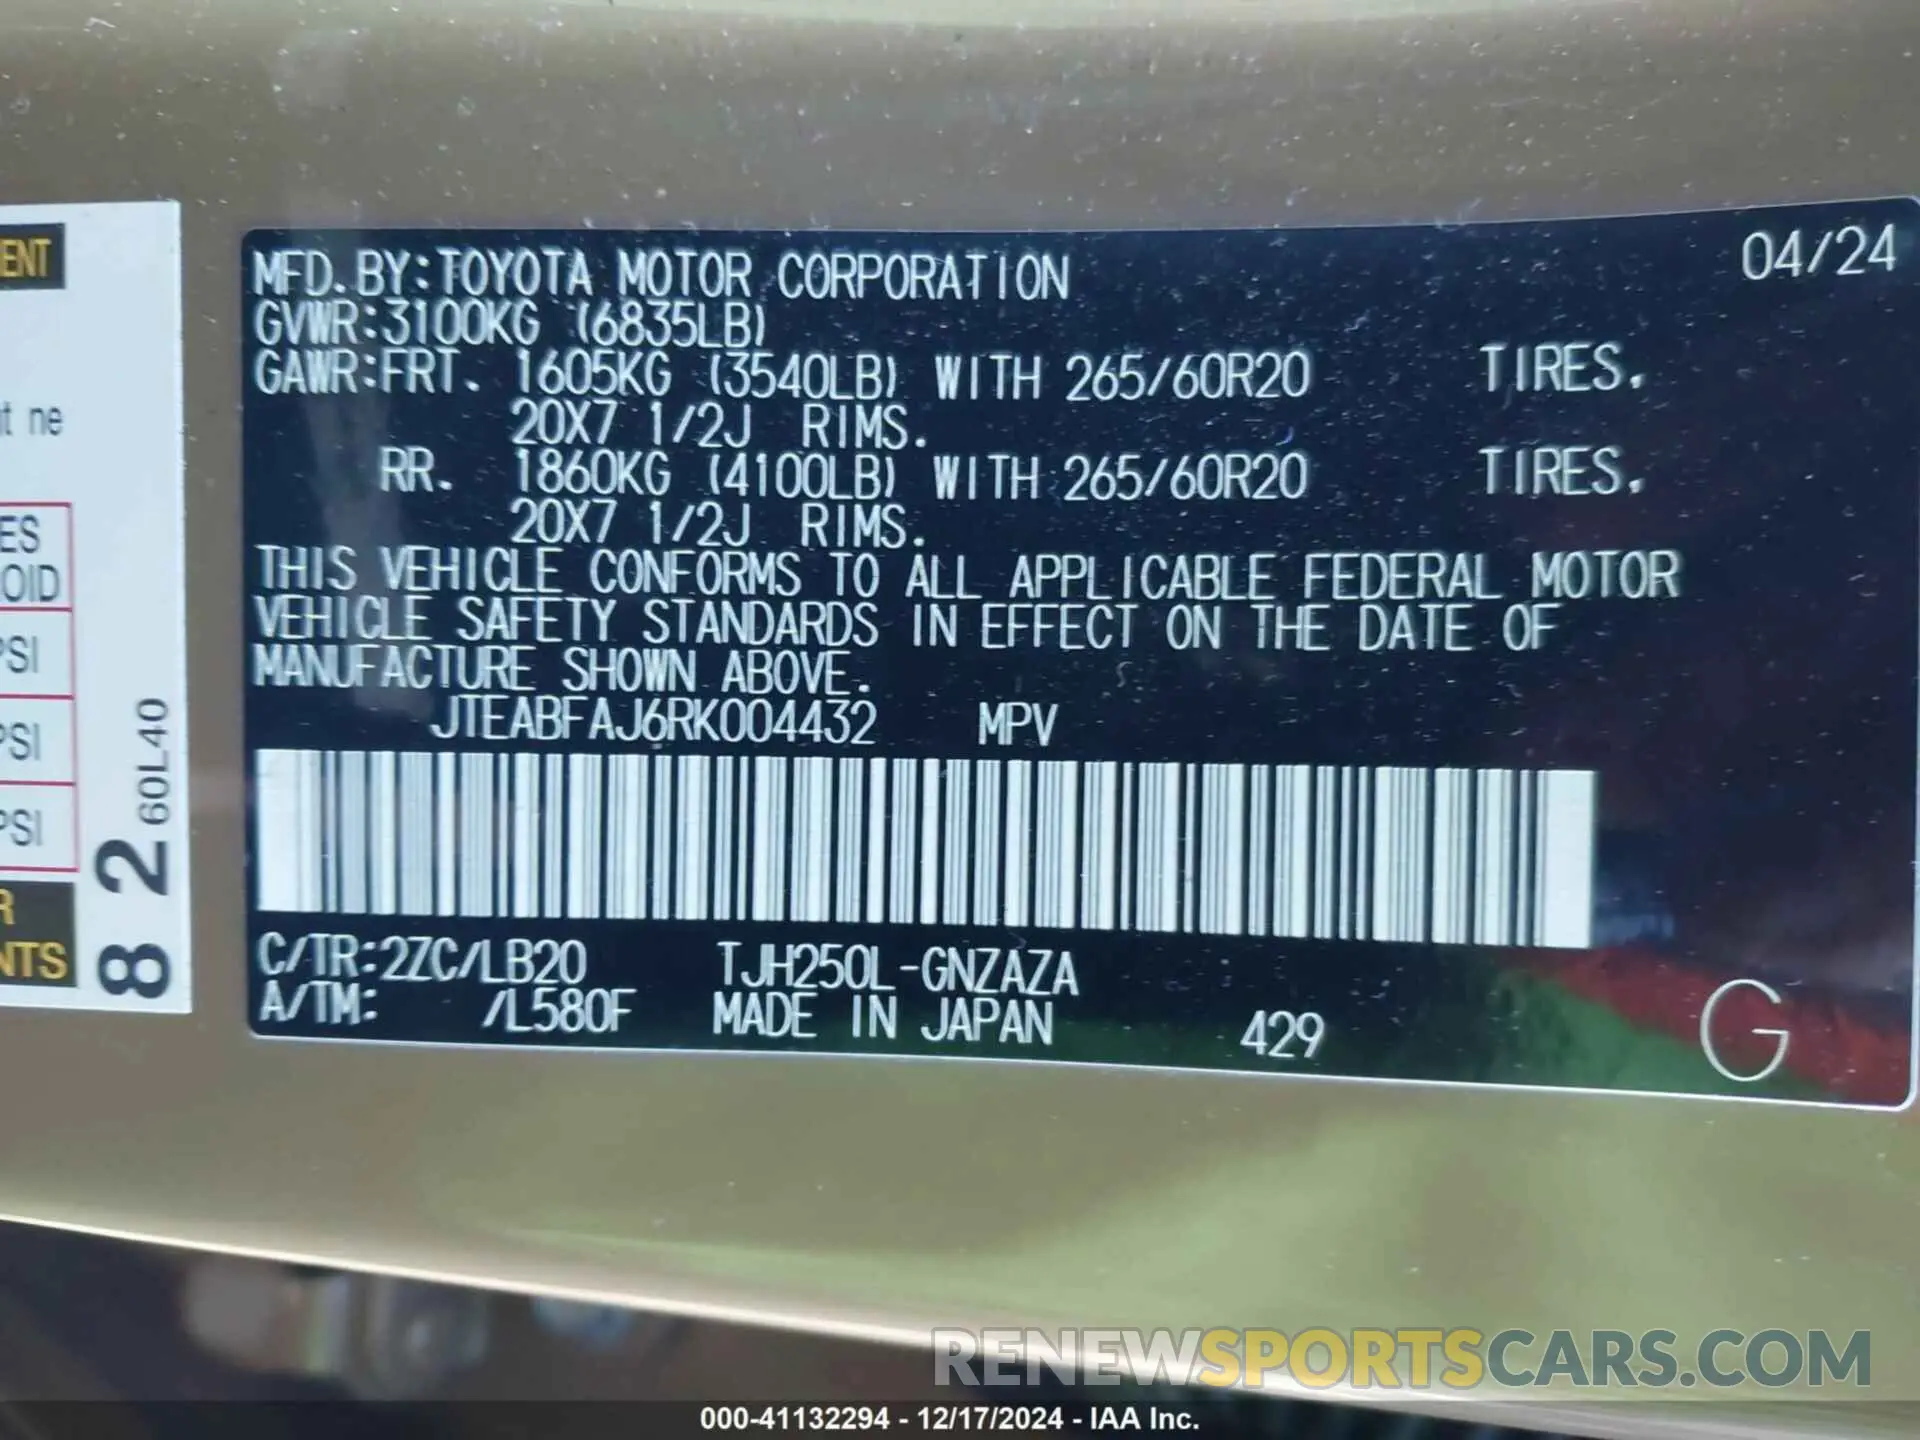 04/24
MFD. BY:TOYOTA MOTOR CORPORATION
GVWR:3100KG (6835LB)
GAWR:FRT. 1605KG (3540LB) WITH 265/60R20 TIRES.
20X7 1/2J RIMS.
RR. 1860KG (4100LB) WITH 265/60R20 TIRES.
20X7 1/2J RIMS.
THIS VEHICLE CONFORMS TO ALL APPLICABLE FEDERAL MOTOR
VEHICLE SAFETY STANDARDS IN EFFECT ON THE DATE OF
MANUFACTURE SHOWN ABOVE.
JTEABFAJ6RK004432 MPV
C/TR:2ZC/LB20 TJH250L-GNZAZA
A/TM: /L580F MADE IN JAPAN 429 G
ENT
t ne
ES
OID
PSI
PSI
PSI
R
NTS
82
60L40
RENEWSPORTSCARS.COM
000-41132294 - 12/17/2024 - IAA Inc.